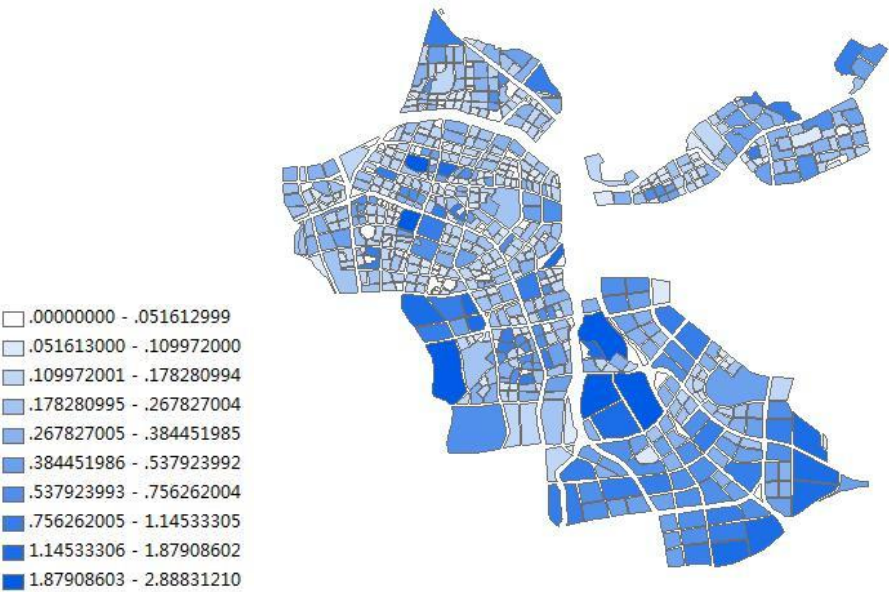 .00000000 - .051612999
.051613000 - .109972000
.109972001 - .178280994
.178280995 - .267827004
.267827005 - .384451985
.384451986 - .537923992
.537923993 - .756262004
.756262005 - 1.14533305
1.14533306 - 1.87908602
1.87908603 - 2.88831210